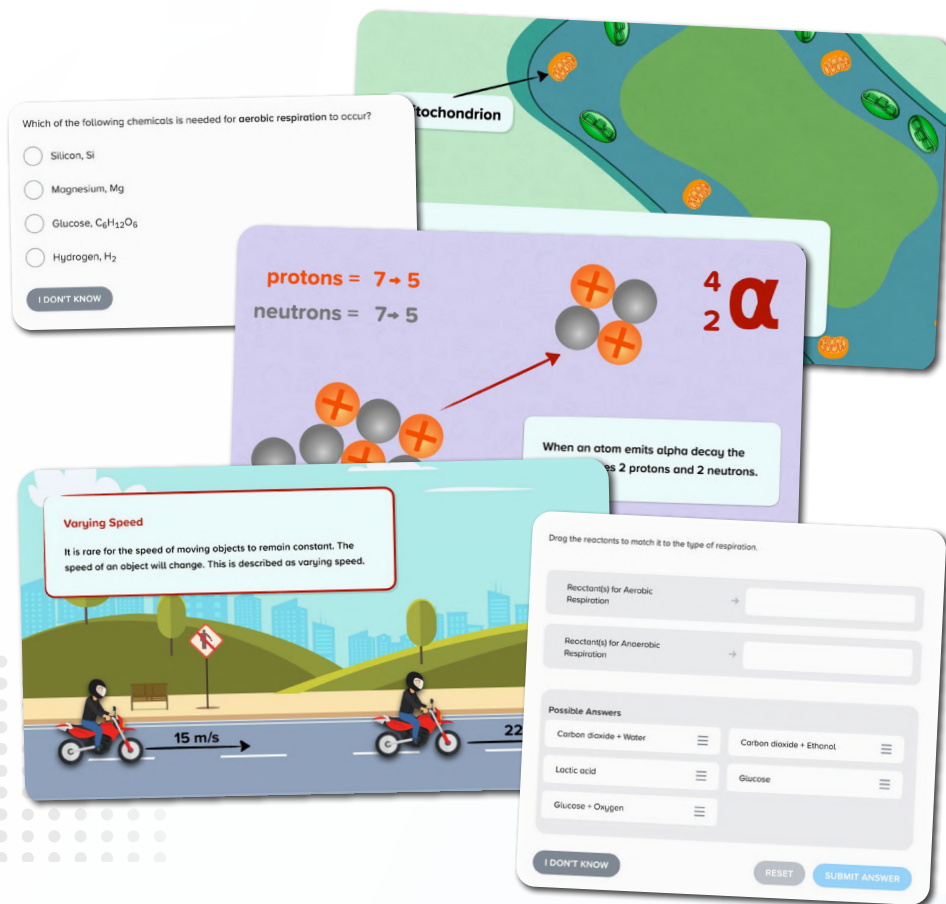 tochondrion
Which of the following chemicals is needed for aerobic respiration to occur?
Silicon, Si
Magnesium, Mg
Glucose, C₆H₁₂O₆
Hydrogen, H₂
I DON'T KNOW
protons = 7→ 5
neutrons = 7→ 5
4
2 α
When an atom emits alpha decay the
es 2 protons and 2 neutrons.
Varying Speed
It is rare for the speed of moving objects to remain constant. The
speed of an object will change. This is described as varying speed.
15 m/s
22
Drag the reactants to match it to the type of respiration.
Reactant(s) for Aerobic
Respiration
→
Reactant(s) for Anaerobic
Respiration
→
Possible Answers
Carbon dioxide + Water
Carbon dioxide + Ethanol
Lactic acid
Glucose
Glucose + Oxygen
I DON'T KNOW
RESET
SUBMIT ANSWER